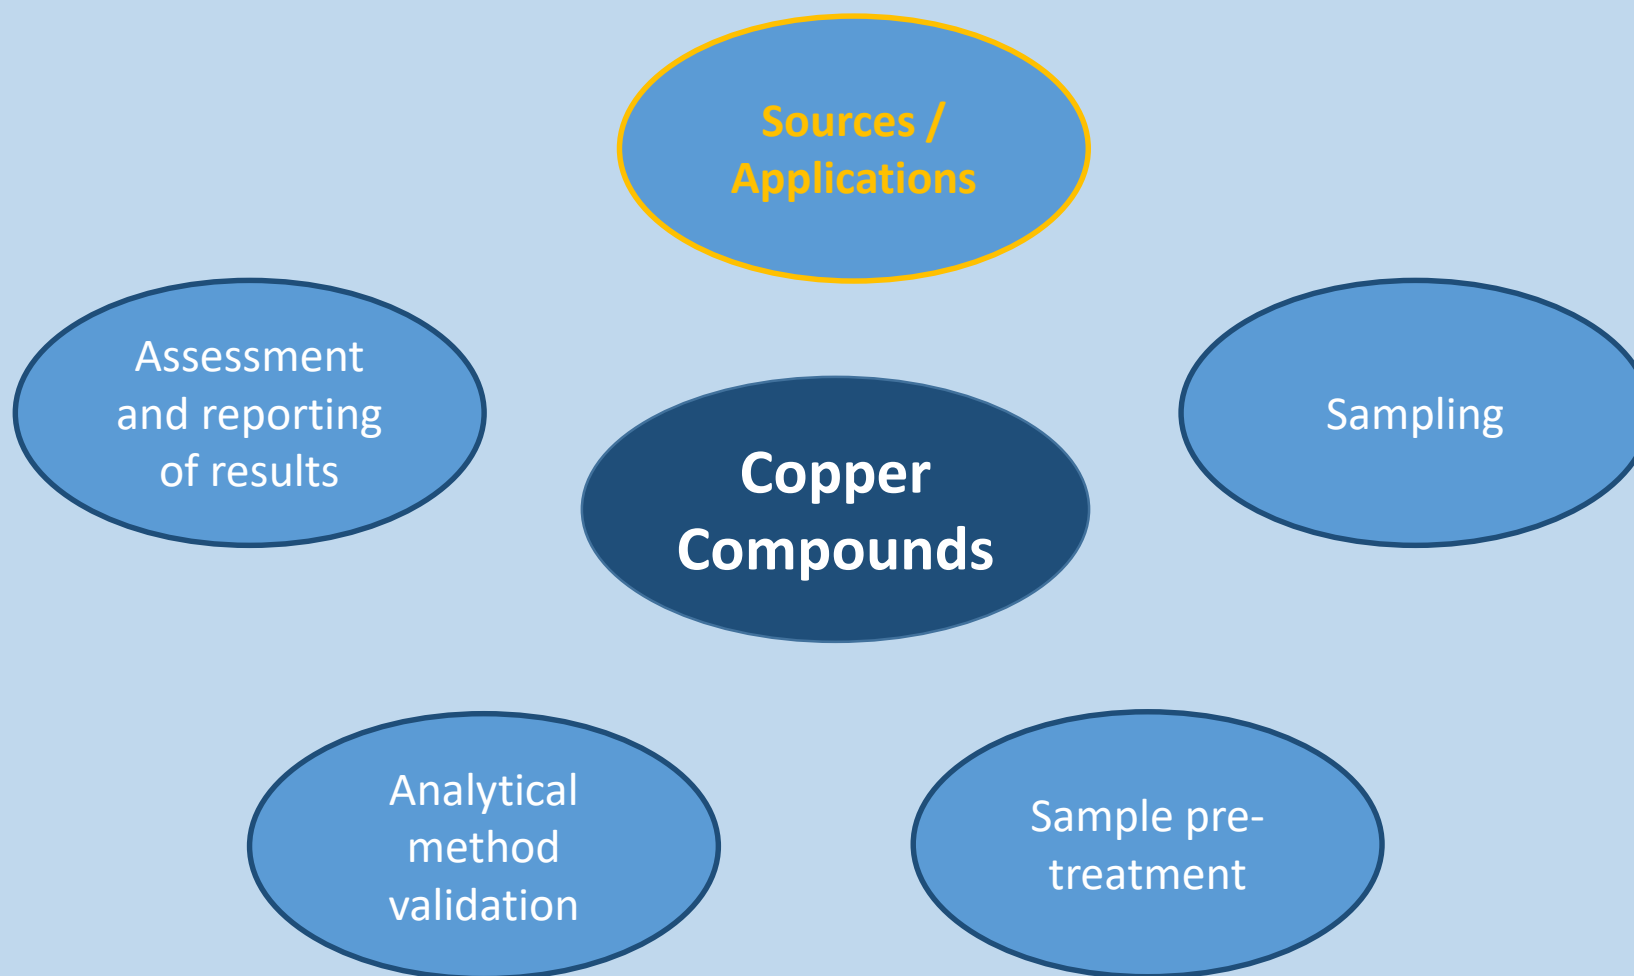 Sources /
Applications
Assessment
and reporting
of results
Sampling
Copper
Compounds
Analytical
method
validation
Sample pre-
treatment